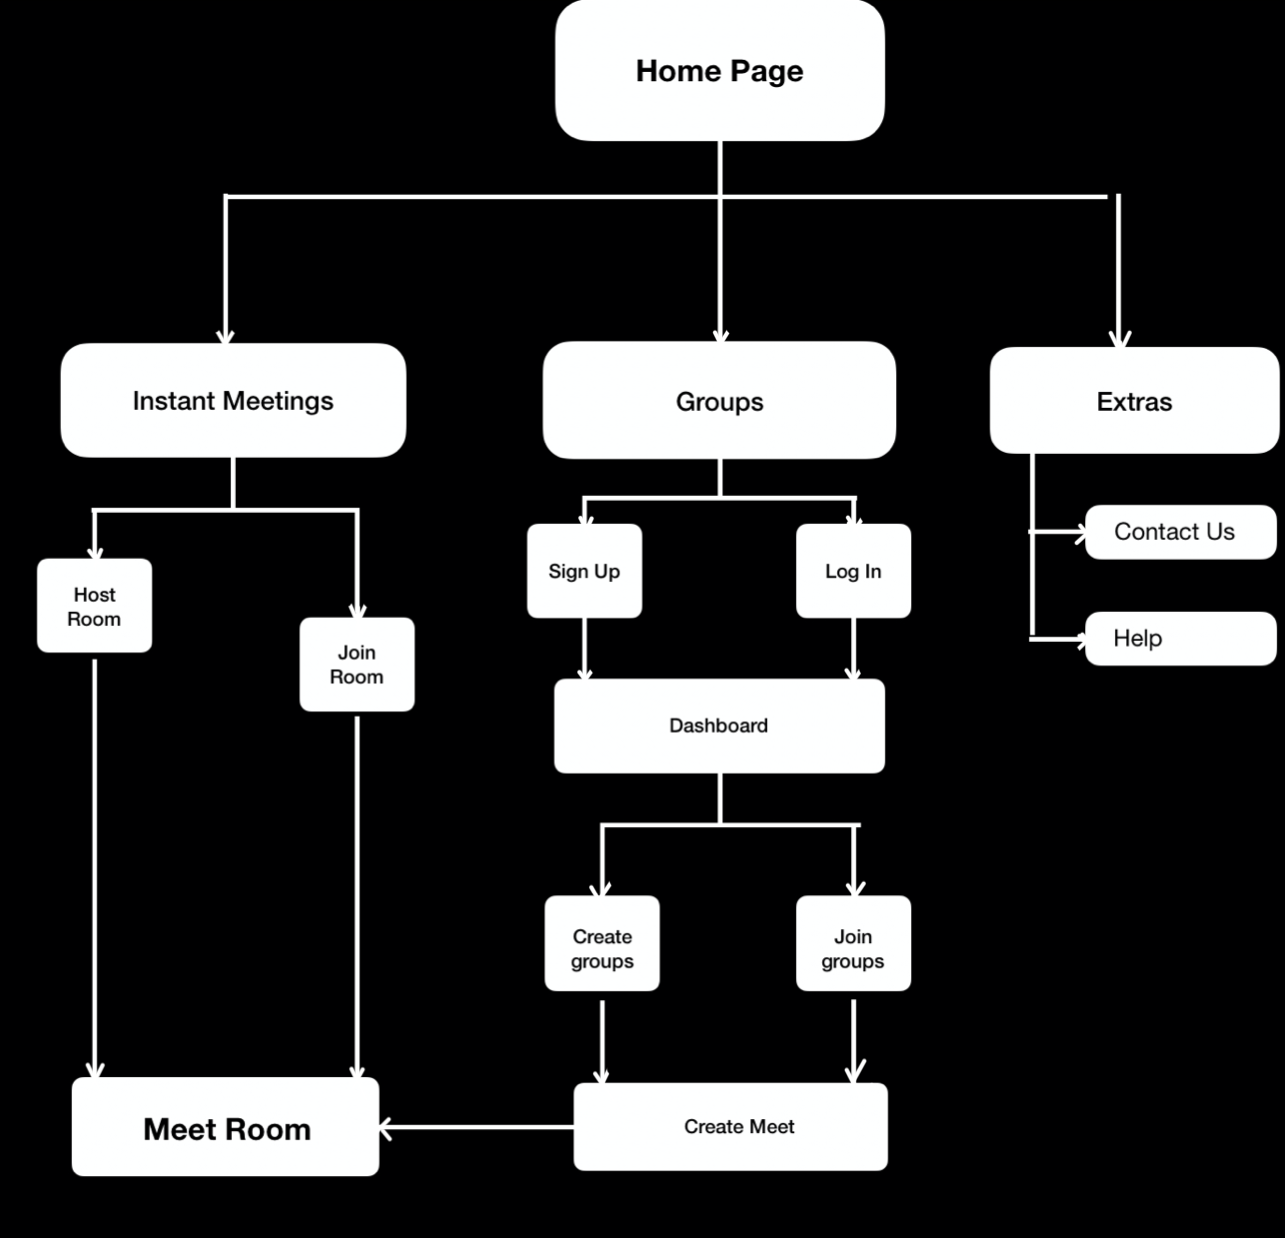 Home Page
Instant Meetings
Groups
Extras
Contact Us
Help
Host
Room
Join
Room
Sign Up
Log In
Dashboard
Create
groups
Join
groups
Meet Room
Create Meet